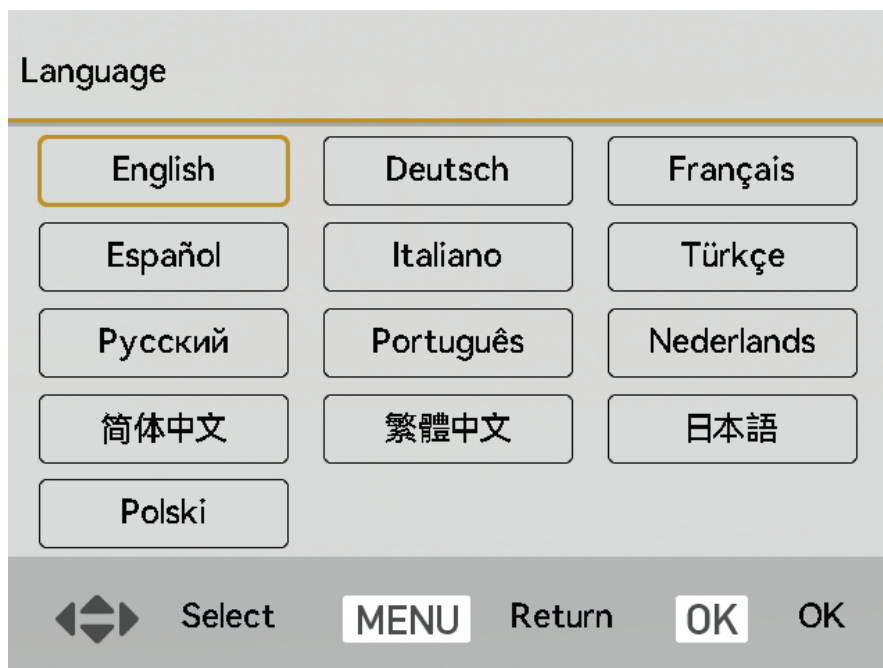 Language
English Deutsch Français
Español Italiano Türkçe
Русский Português Nederlands
简体中文 繁體中文 日本語
Polski
Select MENU Return OK OK